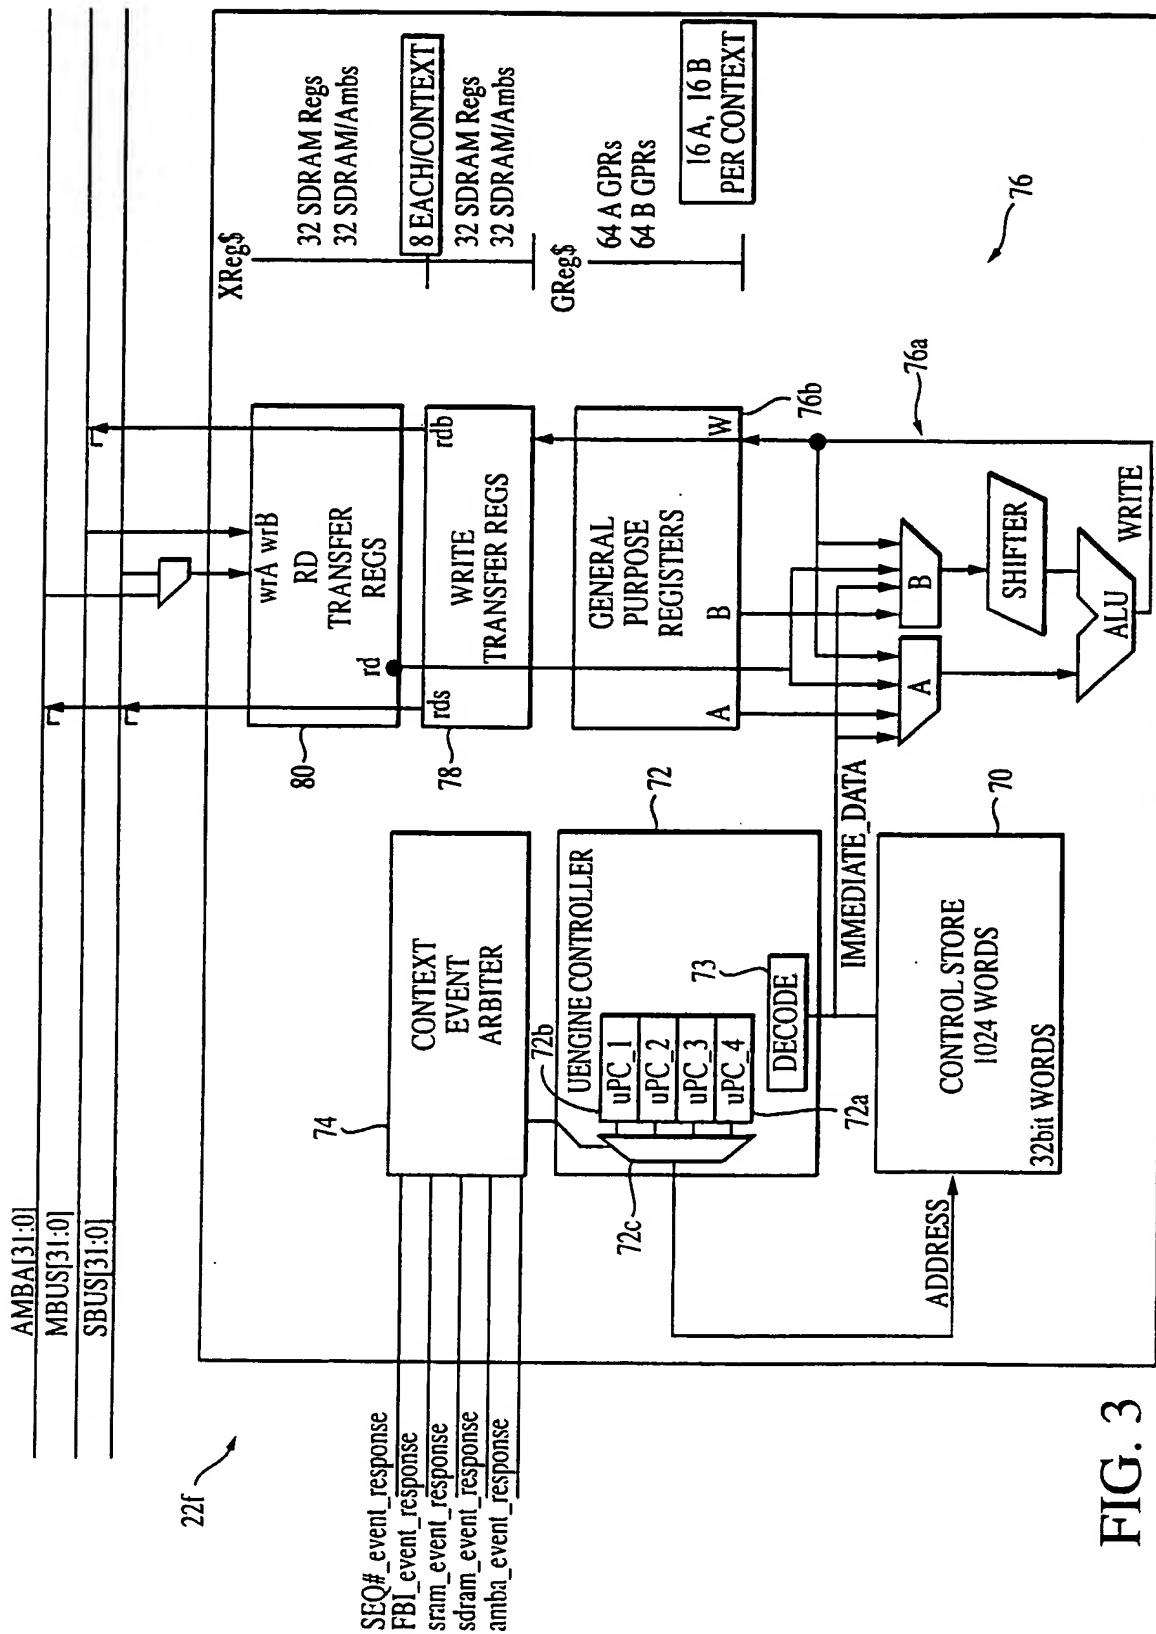 AMBA[31:0]
MBUS[31:0]
SBUS[31:0]
22f
SEQ#_event_response
FBI_event_response
sram_event_response
sdram_event_response
amba_event_response
74
CONTEXT
EVENT
ARBITER
72b
72
UENGINE CONTROLLER
uPC_1
uPC_2
uPC_3
uPC_4
72c
72a
73
DECODE
IMMEDIATE_DATA
ADDRESS
70
CONTROL STORE
1024 WORDS
32bit WORDS
80
wrA wrB
RD
TRANSFER
REGS
rd
78
rds
rdb
WRITE
TRANSFER REGS
GENERAL
PURPOSE
REGISTERS
A
B
W
76b
76a
A
B
SHIFTER
ALU
WRITE
XReg$
32 SDRAM Regs
32 SDRAM/Ambs
8 EACH/CONTEXT
32 SDRAM Regs
32 SDRAM/Ambs
GReg$
64 A GPRs
64 B GPRs
16 A, 16 B
PER CONTEXT
76
FIG. 3